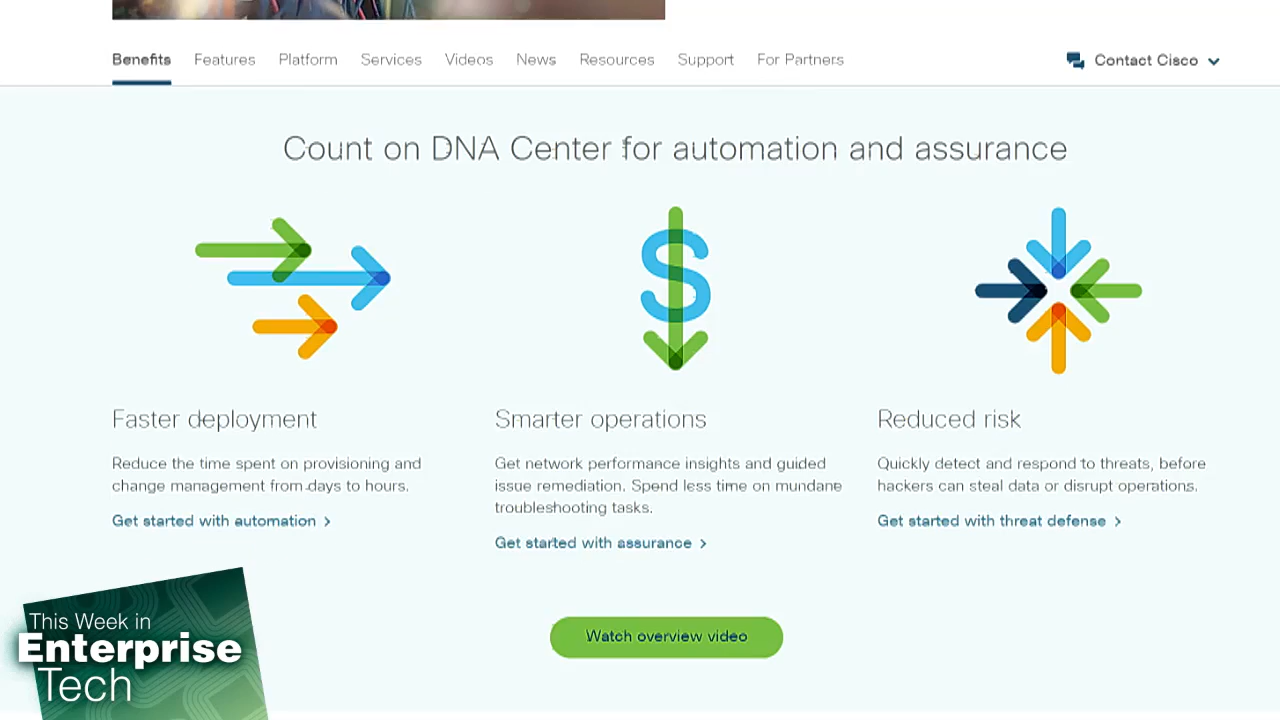 Benefits Features Platform Services Videos News Resources Support For Partners Contact Cisco
Count on DNA Center for automation and assurance
Faster deployment
Reduce the time spent on provisioning and
change management from days to hours.
Get started with automation
Smarter operations
Get network performance insights and guided
issue remediation. Spend less time on mundane
troubleshooting tasks.
Get started with assurance
Reduced risk
Quickly detect and respond to threats, before
hackers can steal data or disrupt operations.
Get started with threat defense
Watch overview video
This Week in
Enterprise
Tech